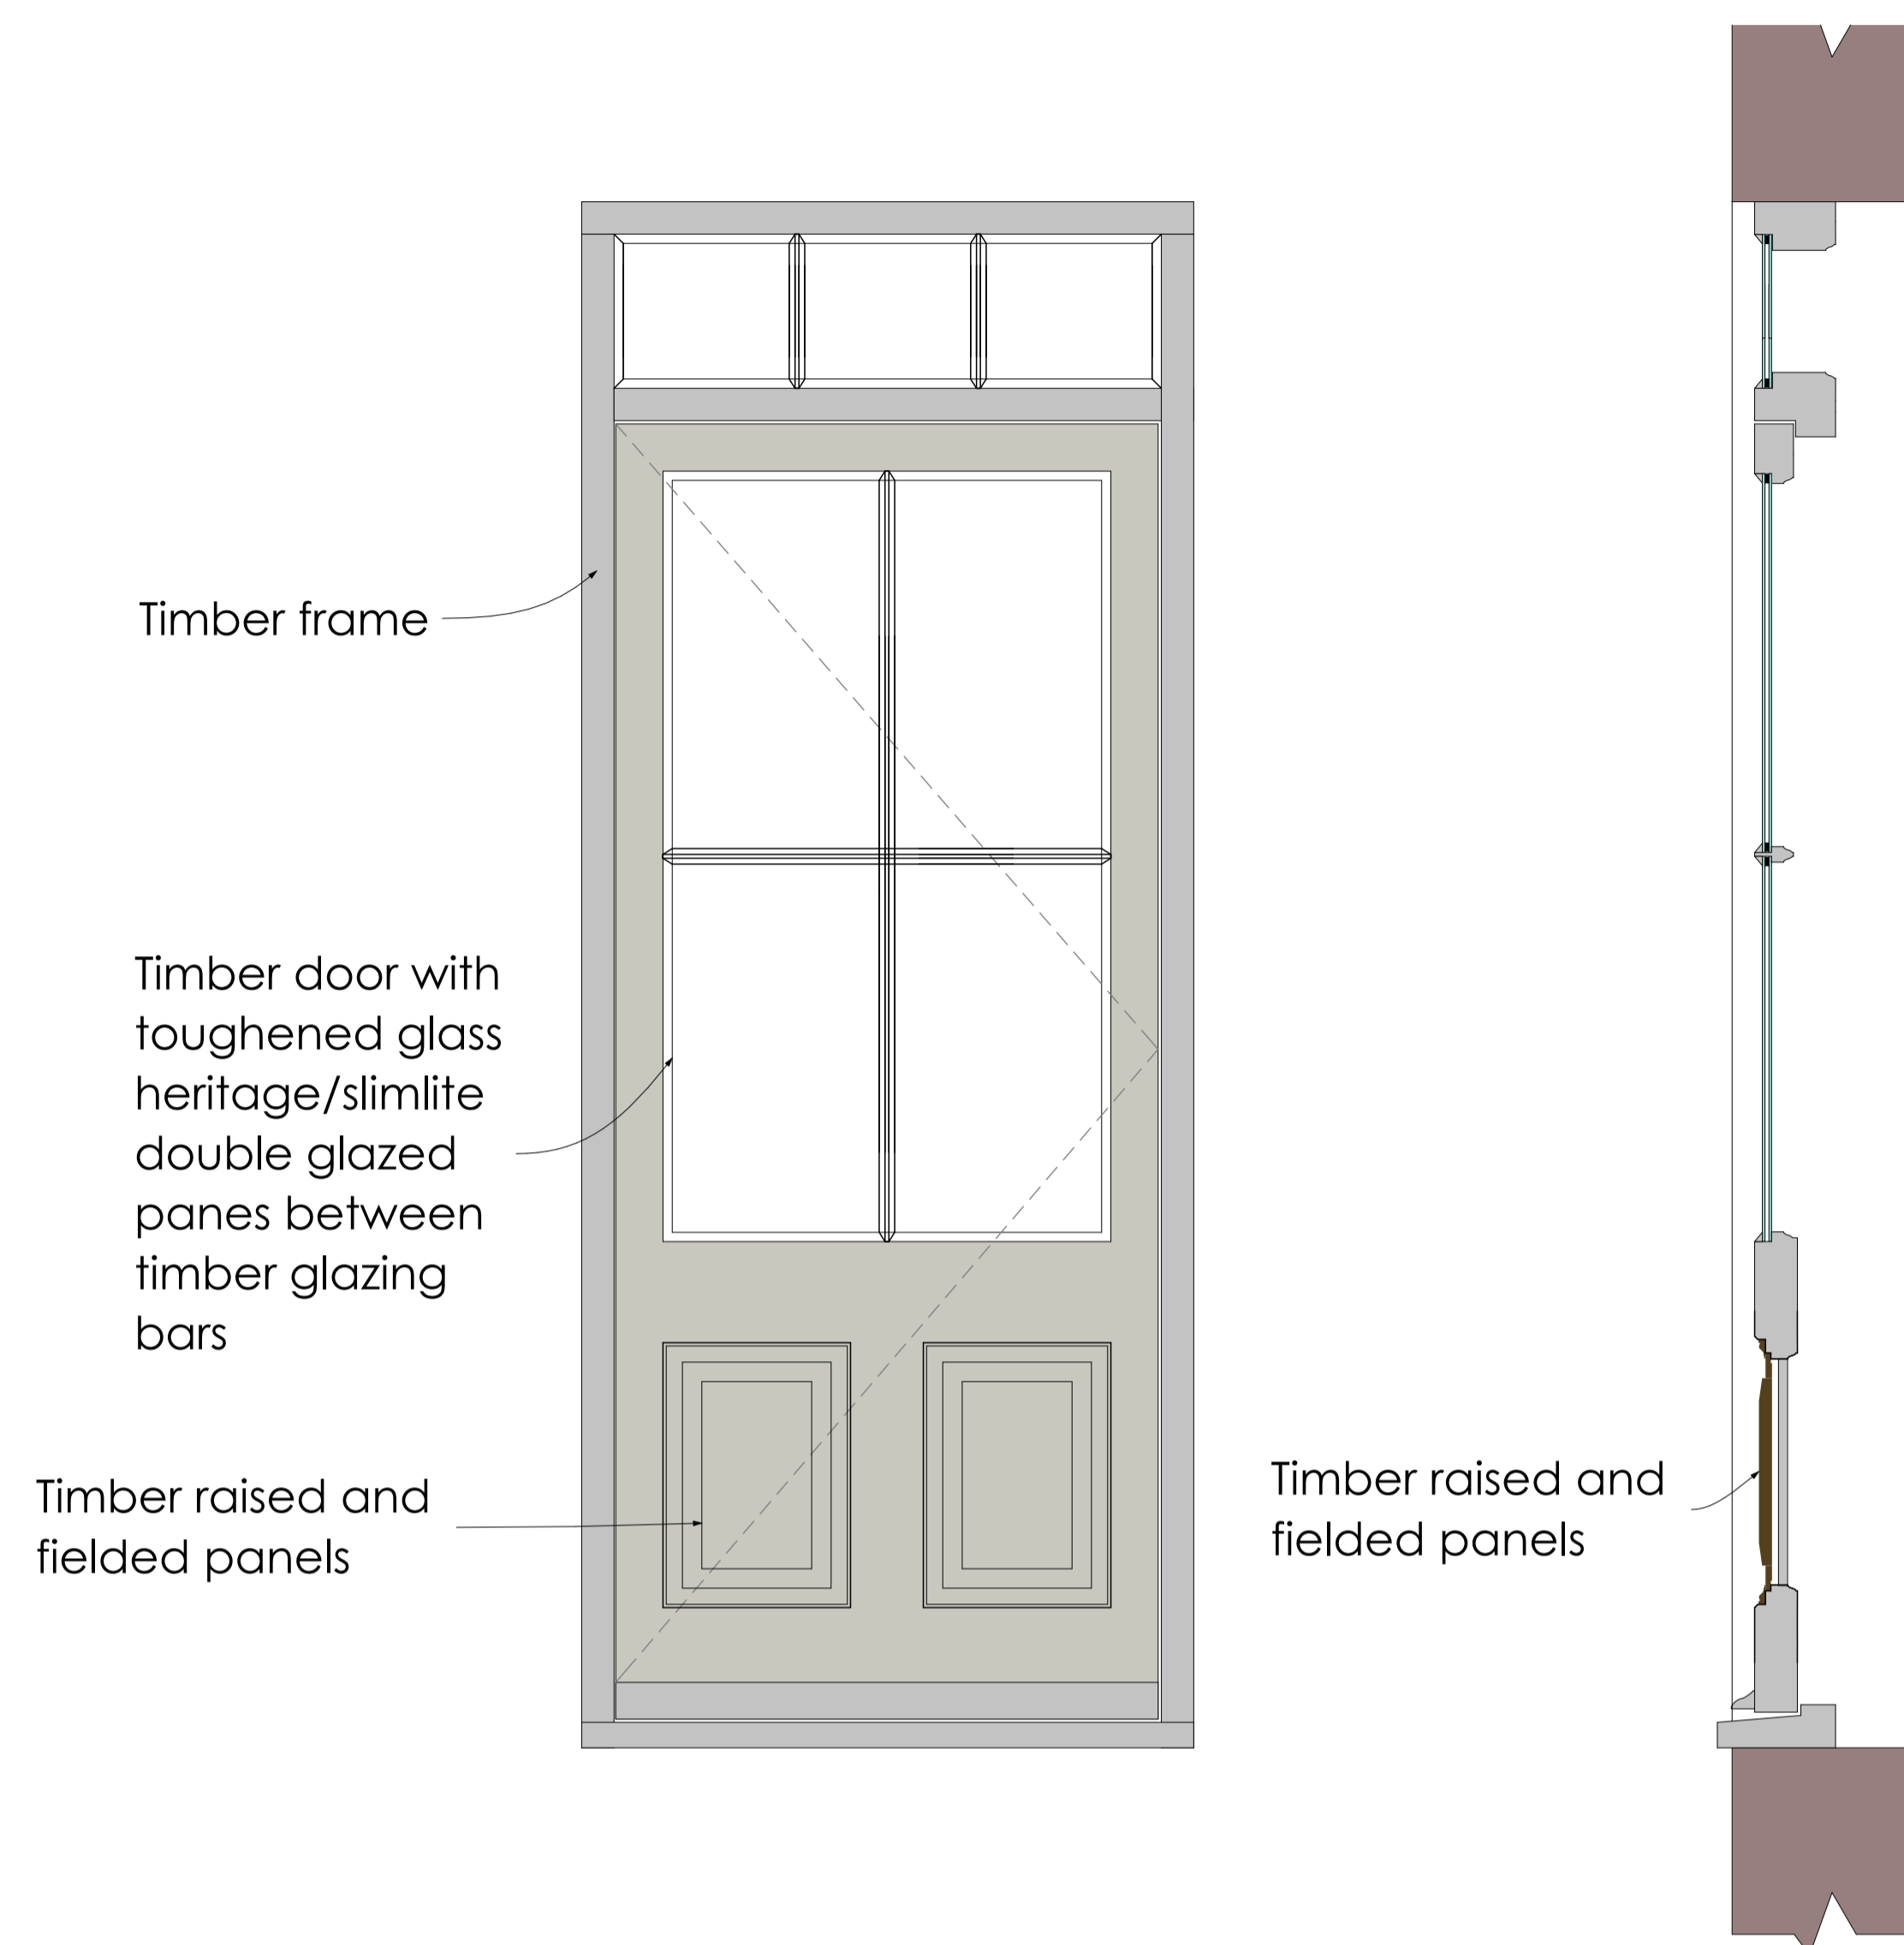 Timber frame
Timber door with
toughened glass
heritage/slimlite
double glazed
panes between
timber glazing
bars
Timber raised and
fielded panels
Timber raised and
fielded panels